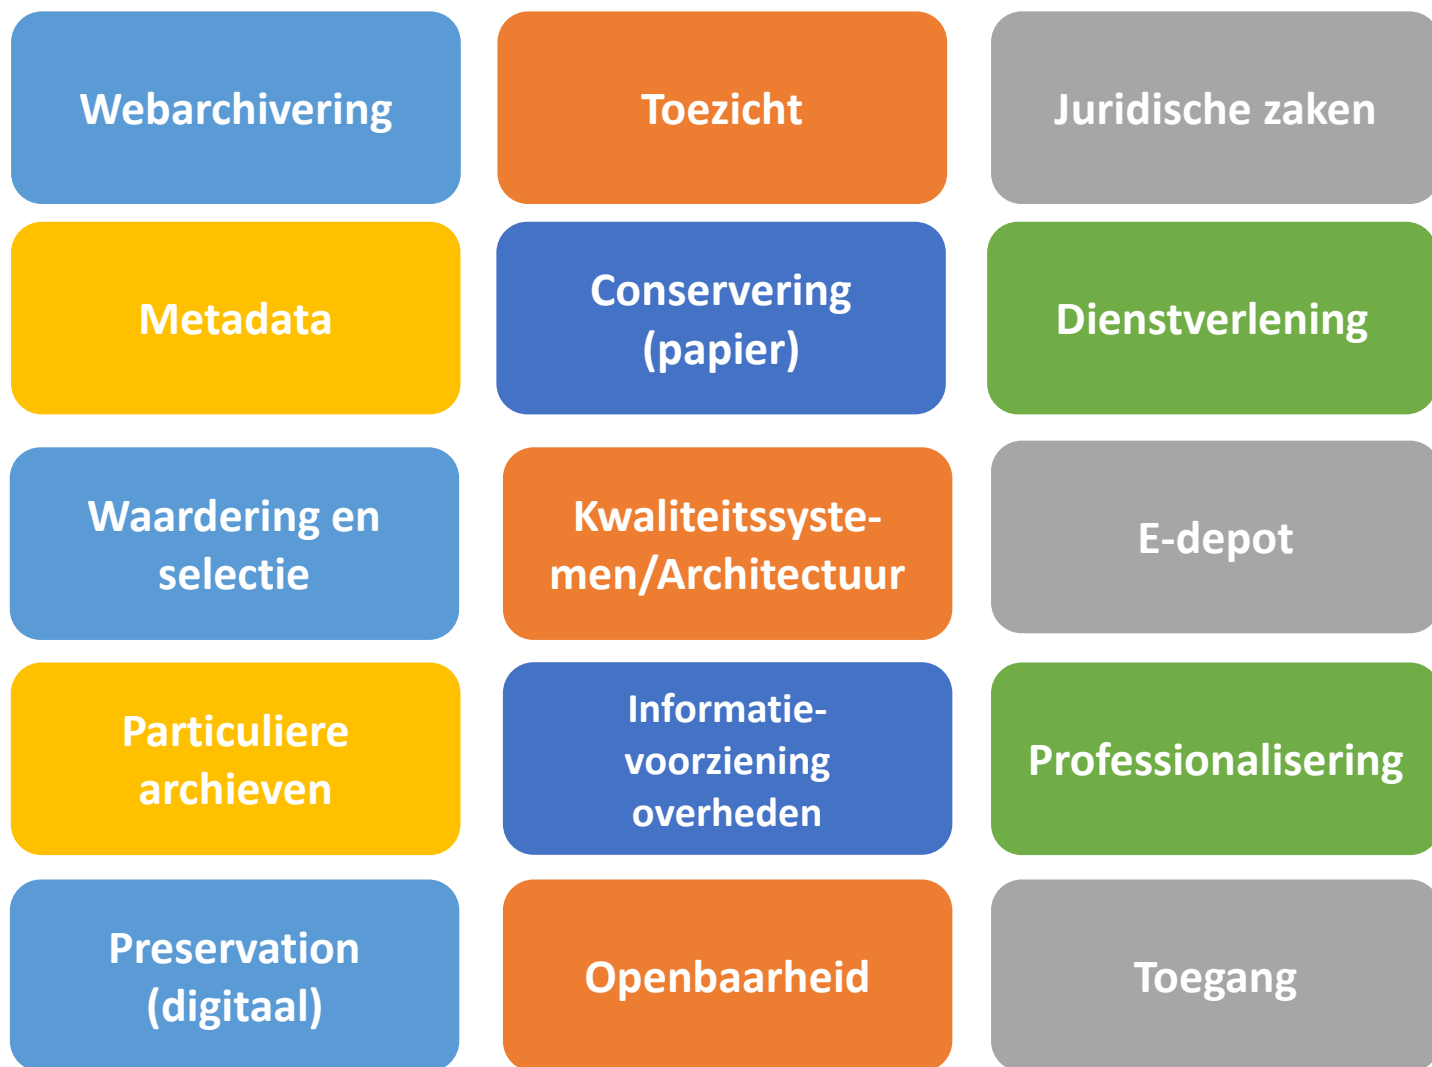 Webarchivering
Toezicht
Juridische zaken
Metadata
Conservering
(papier)
Dienstverlening
Waardering en
selectie
Kwaliteitssyste-
men/Architectuur
E-depot
Particuliere
archieven
Informatie-
voorziening
overheden
Professionalisering
Preservation
(digitaal)
Openbaarheid
Toegang